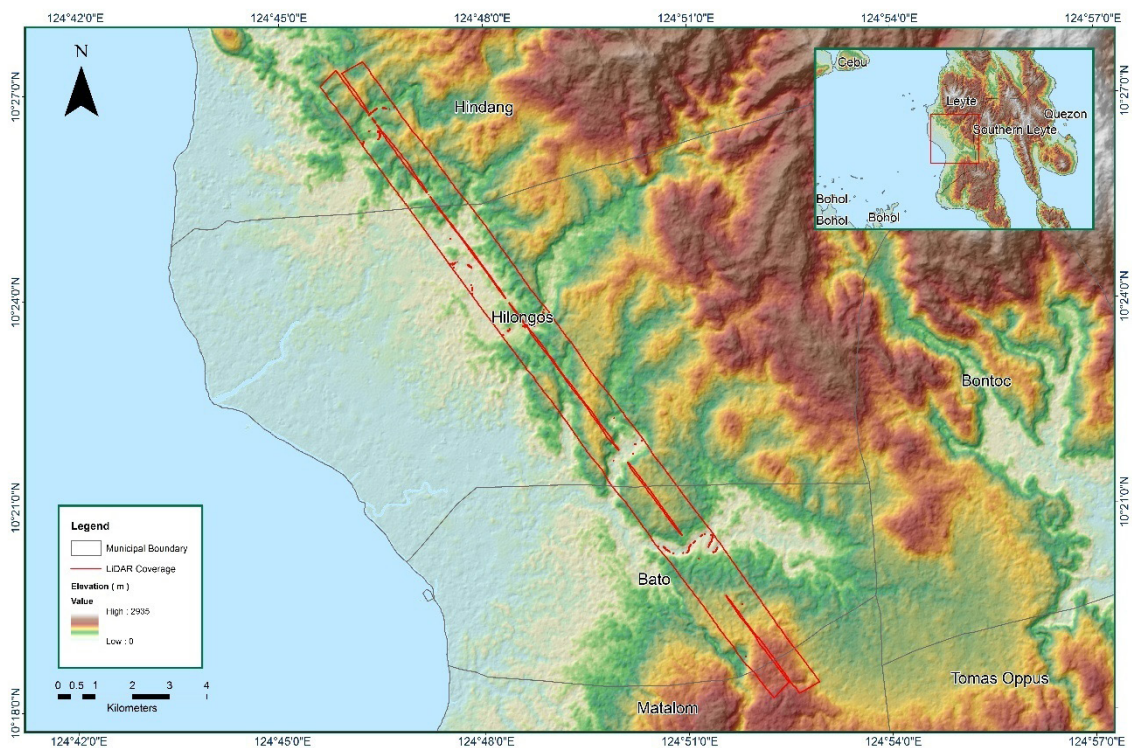 124°42'0"E 124°45'0"E 124°48'0"E 124°51'0"E 124°54'0"E 124°57'0"E
N
10°27'0"N
10°27'0"N
Hindang
Cebu
Leyte
Quezon
Southern Leyte
Bohol
Bohol
Bohol
10°24'0"N
10°24'0"N
Hilongos
Bontoc
10°21'0"N
10°21'0"N
Bato
Legend
Municipal Boundary
LiDAR Coverage
Elevation ( m )
Value
High : 2935
Low : 0
0 0.5 1 2 3 4
Kilometers
Tomas Oppus
Matalom
10°18'0"N
10°18'0"N
124°42'0"E 124°45'0"E 124°48'0"E 124°51'0"E 124°54'0"E 124°57'0"E